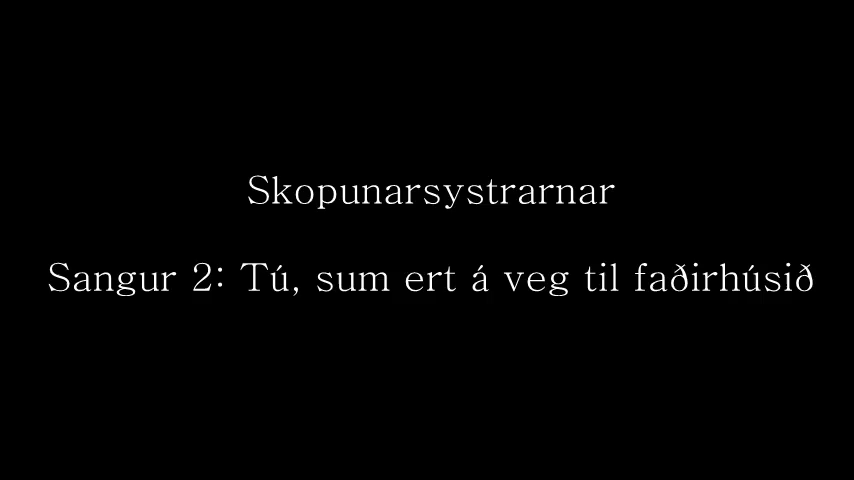 Skopunarsystrarnar
Sangur 2: Tú, sum ert á veg til faðirhúsið